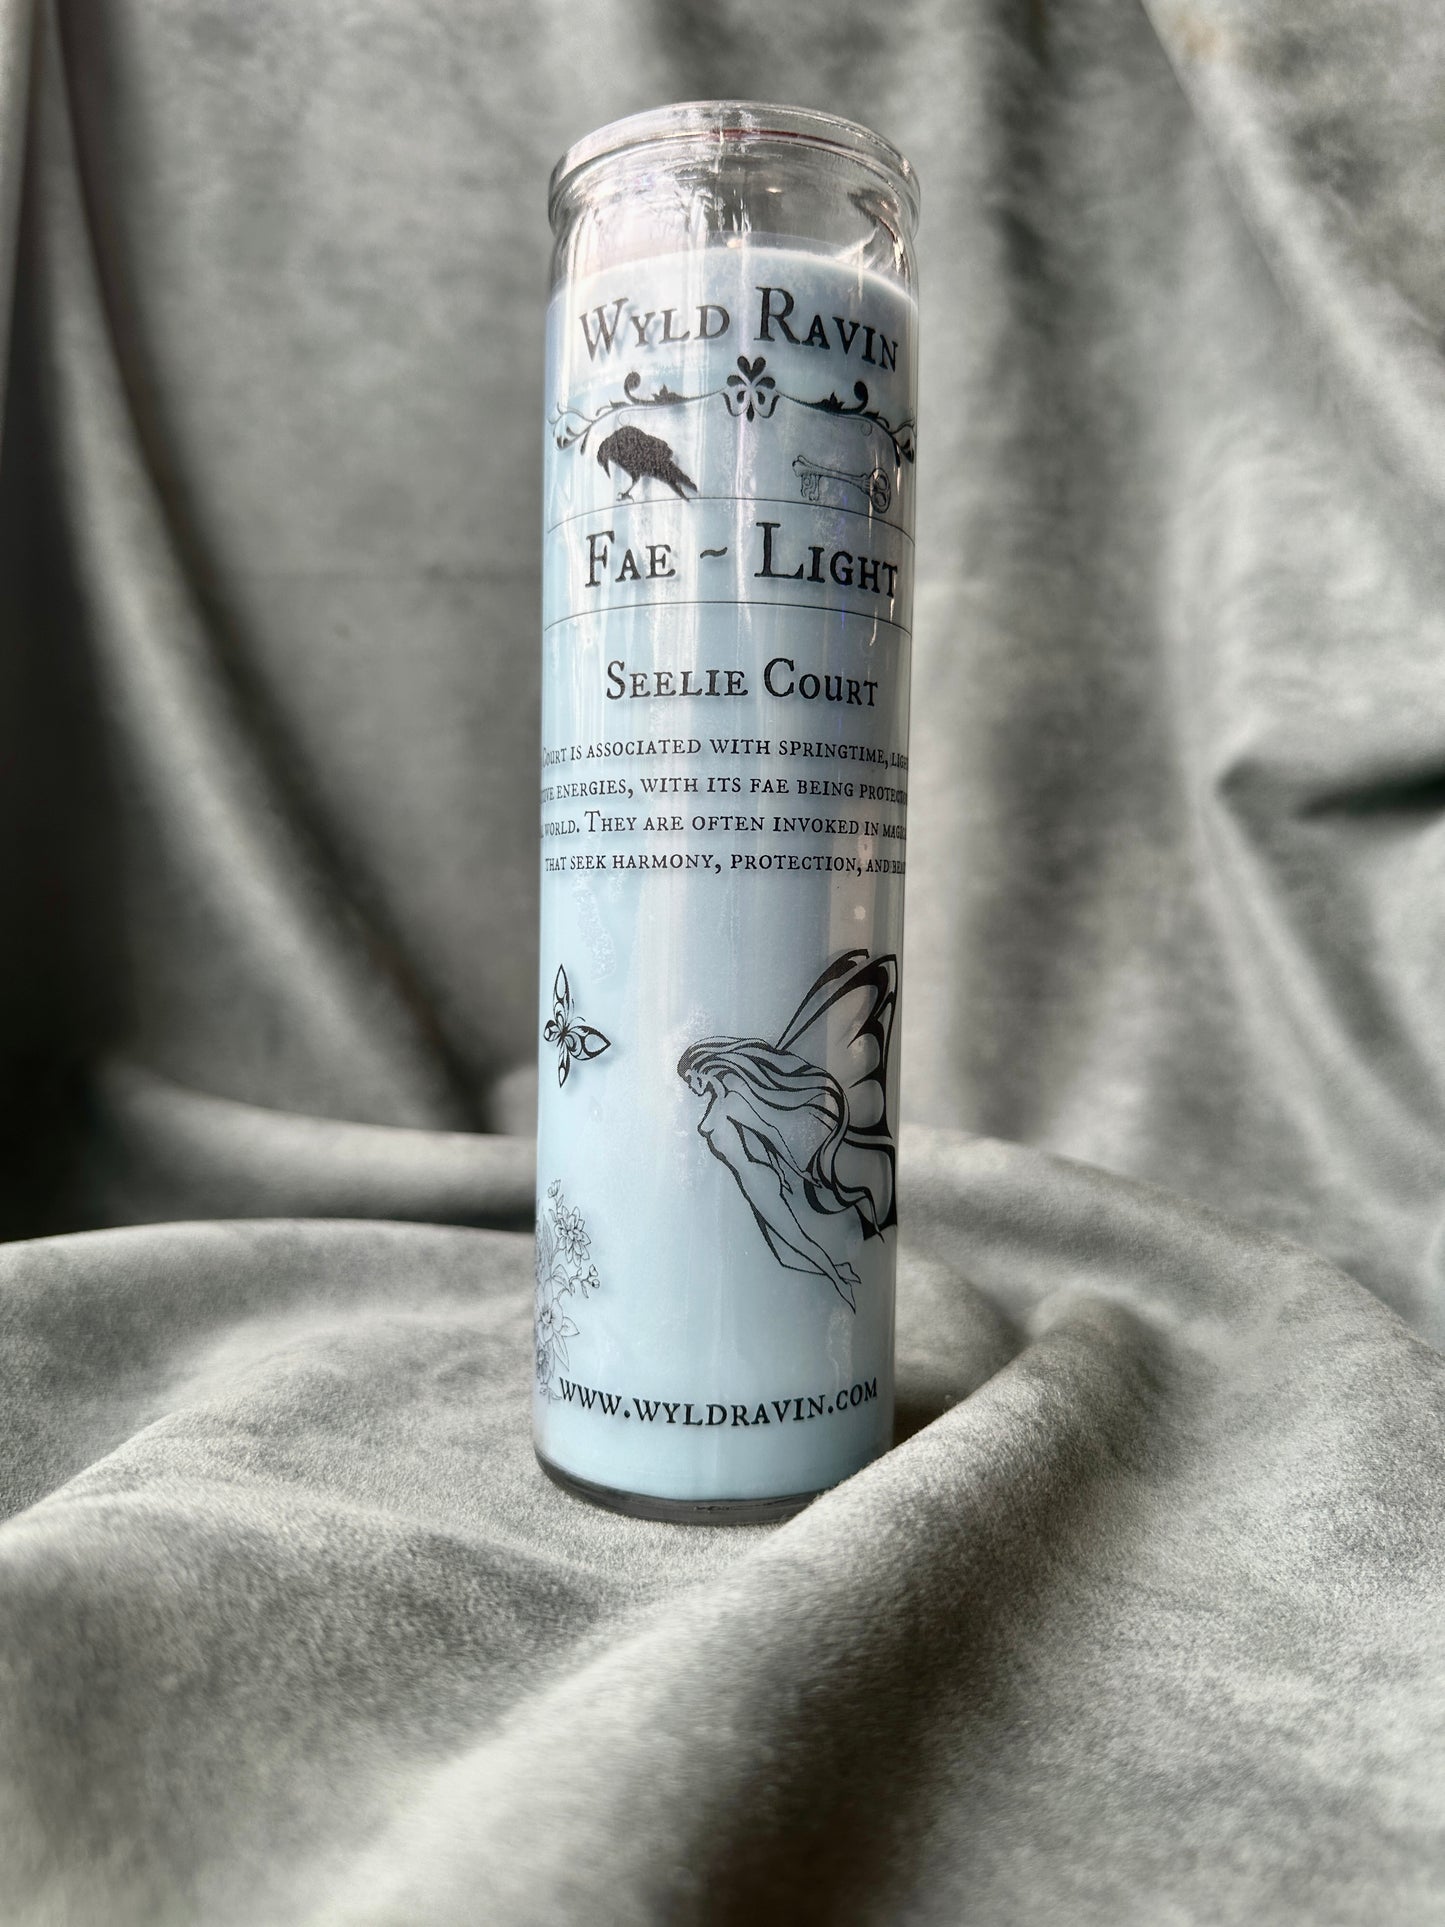 Wyld Ravin
Fae ~ Light
Seelie Court
Court is associated with springtime,
energies, with its fae being
world. They are often invoked in
that seek harmony, protection, and
www.wyldravin.com